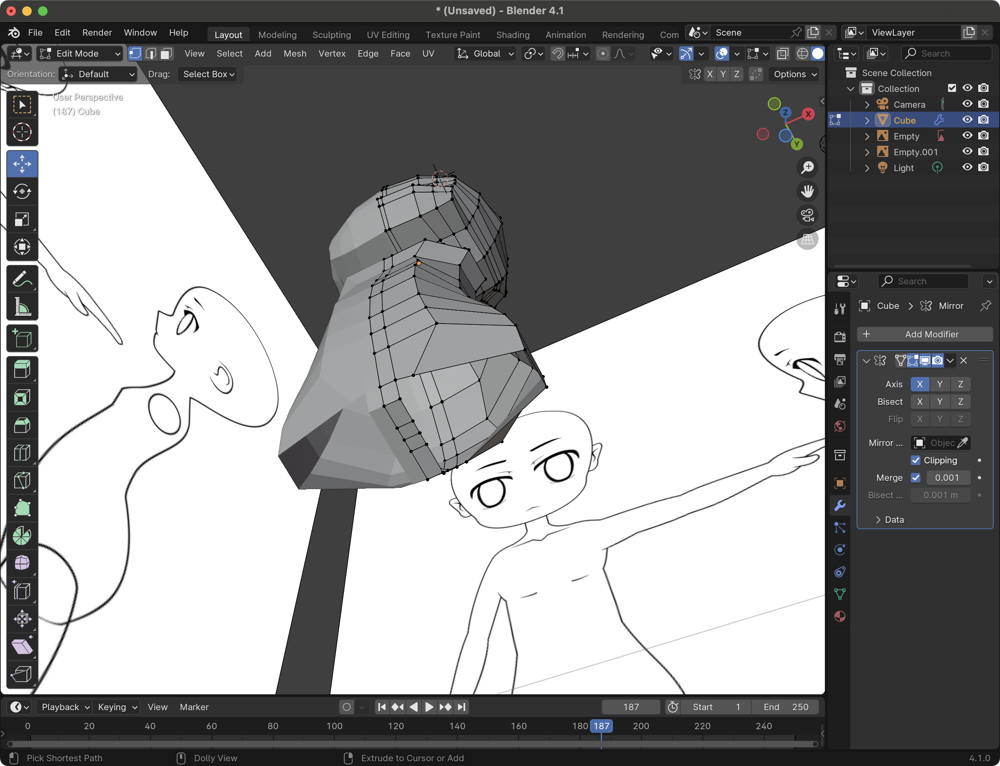 * (Unsaved) - Blender 4.1
File Edit Render Window Help Layout Modeling Sculpting UV Editing Texture Paint Shading Animation Rendering Com Scene ViewLayer
Edit Mode View Select Add Mesh Vertex Edge Face UV Global Search
Orientation: Default Drag: Select Box X Y Z Options
User Perspective
(187) Cube
Z X Y
Scene Collection
Collection
Camera
Cube
Empty
Empty.001
Light
Search
Cube Mirror
+ Add Modifier
Axis X Y Z
Bisect X Y Z
Flip X Y Z
Mirror ... Objec
Clipping
Merge 0.001
Bisect ... 0.001 m
Data
Playback Keying View Marker 187 Start 1 End 250
0 20 40 60 80 100 120 140 160 180 187 200 220 240
Pick Shortest Path Dolly View Extrude to Cursor or Add 4.1.0